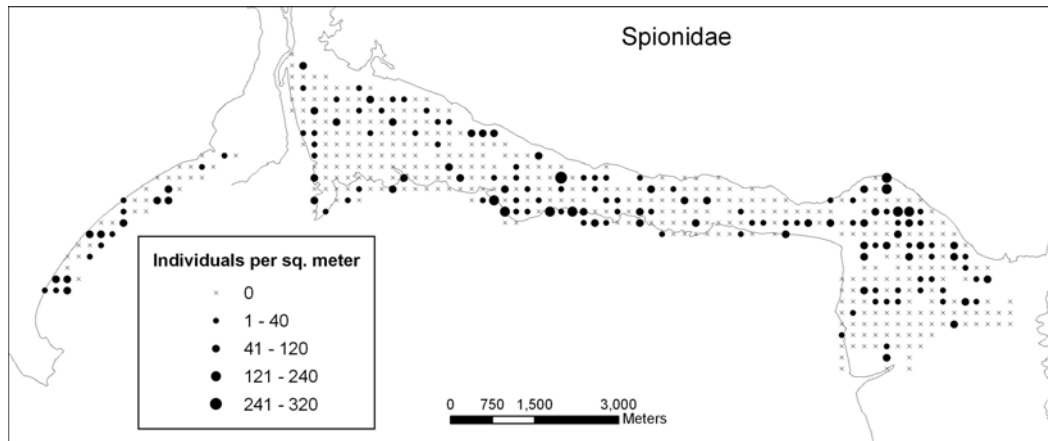 Spionidae
Individuals per sq. meter
0
1 - 40
41 - 120
121 - 240
241 - 320
0 750 1,500 3,000
Meters